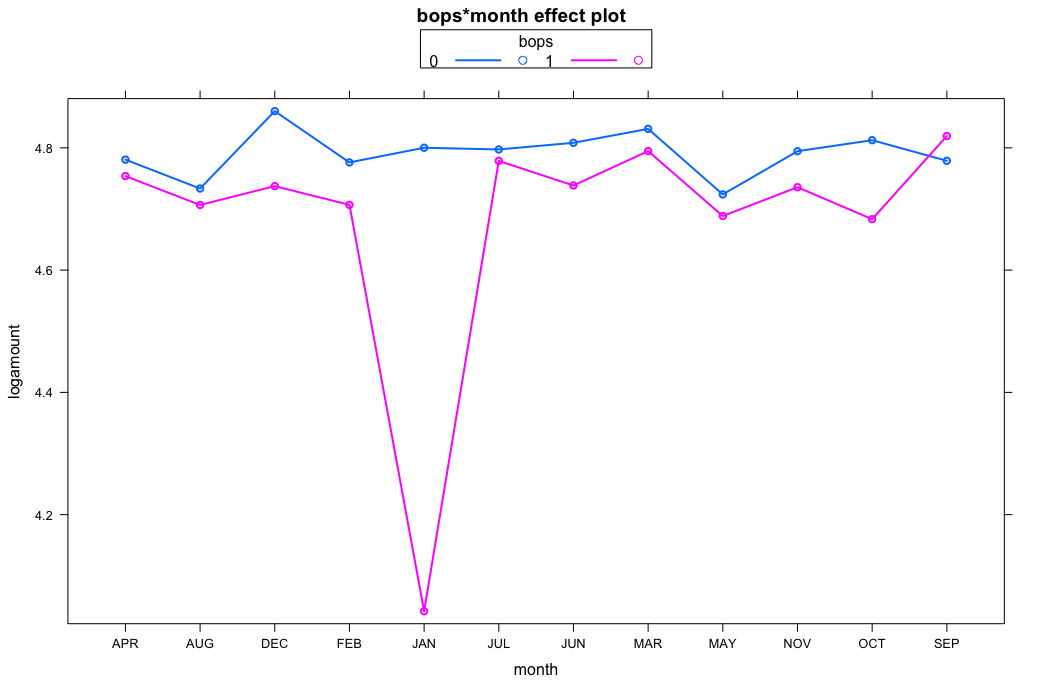 bops*month effect plot
bops
0 1
4.8
4.6
4.4
4.2
logamount
APR AUG DEC FEB JAN JUL JUN MAR MAY NOV OCT SEP
month